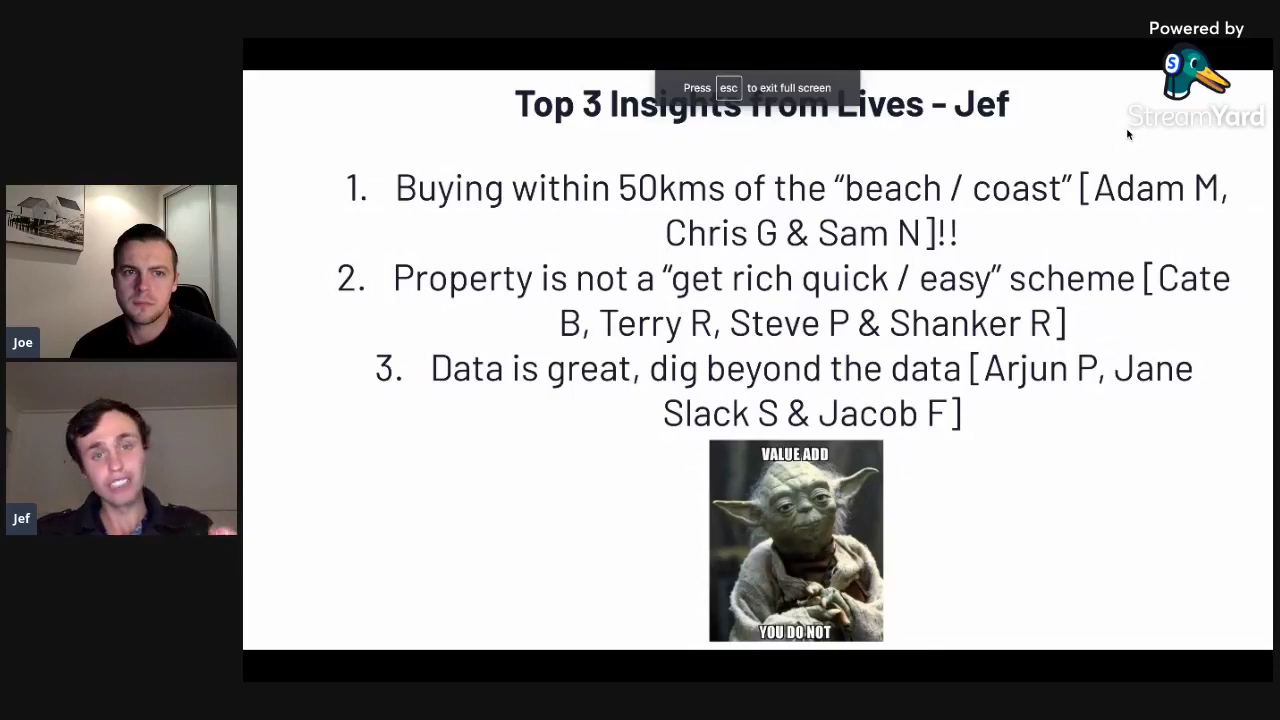 Powered by
StreamYard
Press esc to exit full screen
Top 3 Insights from Lives - Jef
1. Buying within 50kms of the “beach / coast” [Adam M,
Chris G & Sam N]!!
2. Property is not a “get rich quick / easy” scheme [Cate
B, Terry R, Steve P & Shanker R]
3. Data is great, dig beyond the data [Arjun P, Jane
Slack S & Jacob F]
VALUE ADD
YOU DO NOT
Joe
Jef
S